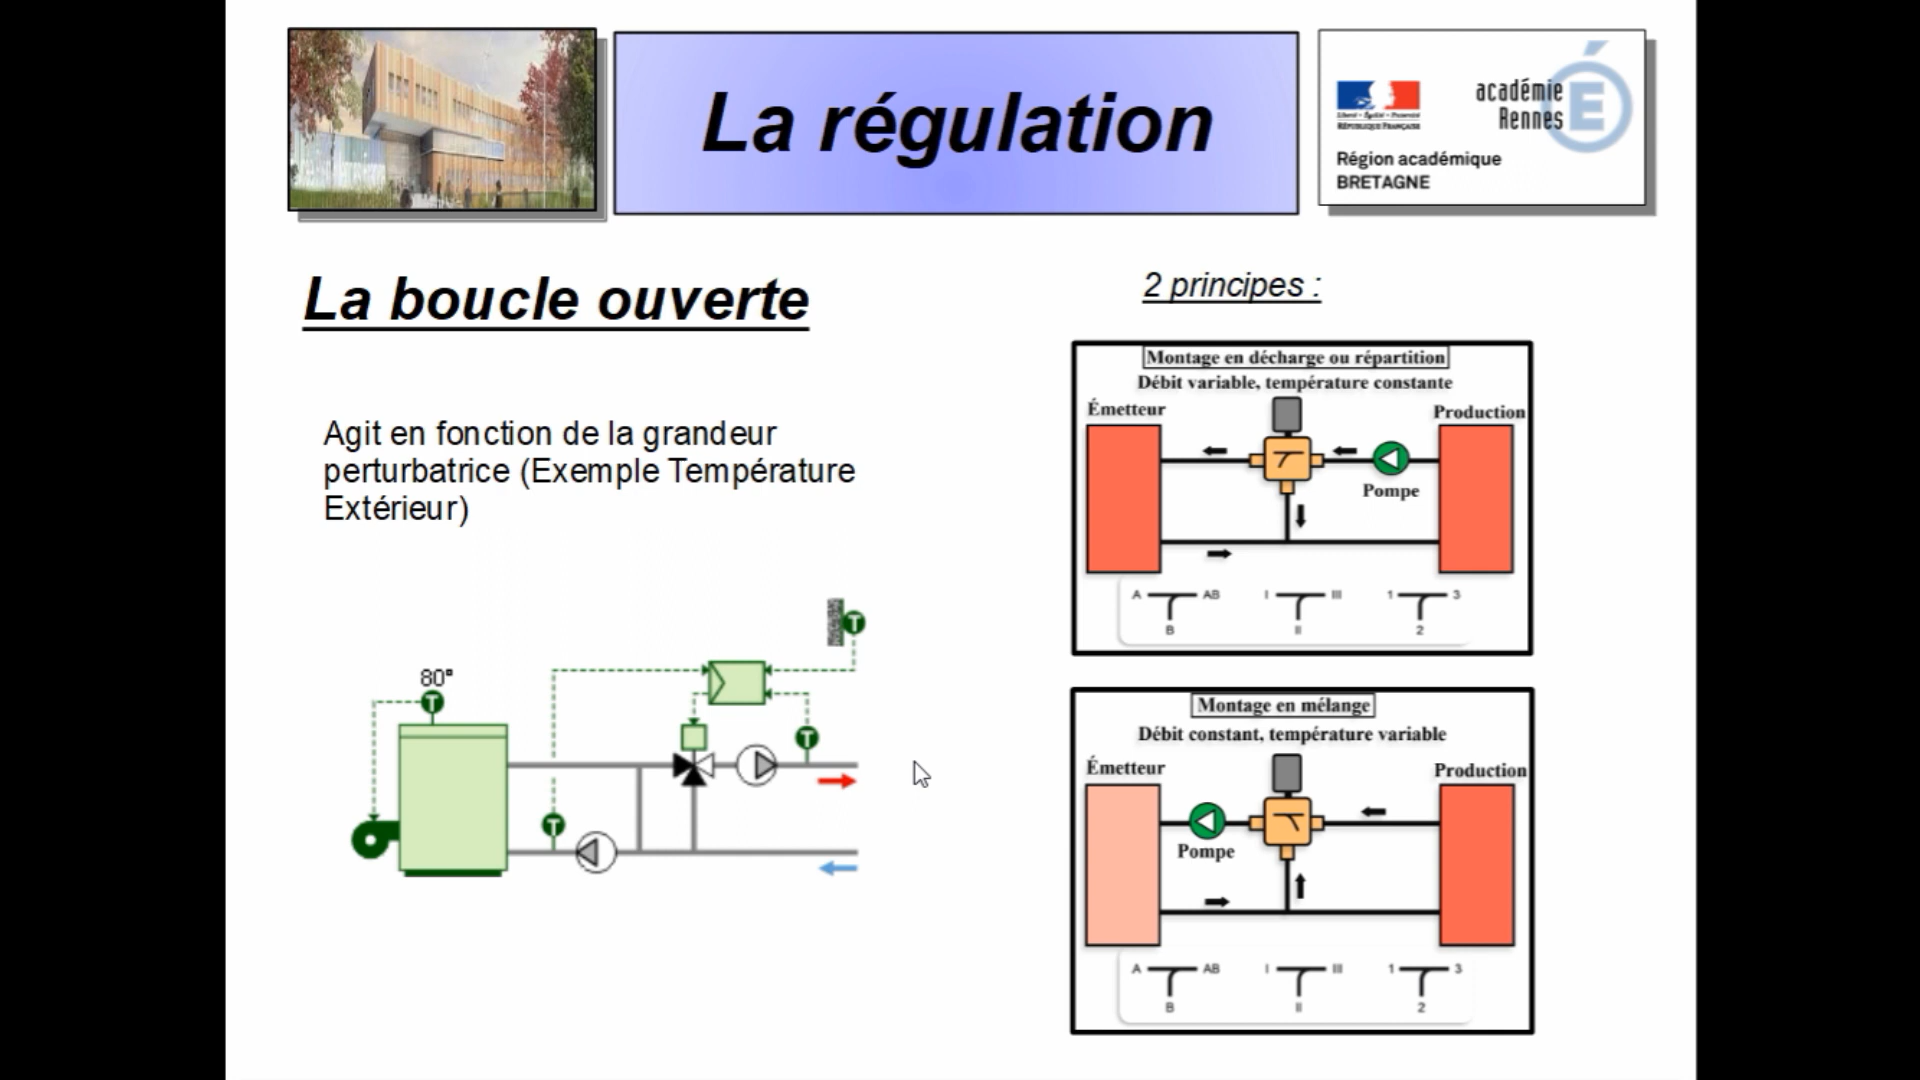 La régulation
académie
Rennes
RÉPUBLIQUE FRANÇAISE
Région académique
BRETAGNE
La boucle ouverte
Agit en fonction de la grandeur
perturbatrice (Exemple Température
Extérieur)
80°
T
T
T
T
2 principes :
Montage en décharge ou répartition
Débit variable, température constante
Émetteur
Production
Pompe
A AB I III 1 3
B II 2
Montage en mélange
Débit constant, température variable
Émetteur
Production
Pompe
A AB I III 1 3
B II 2